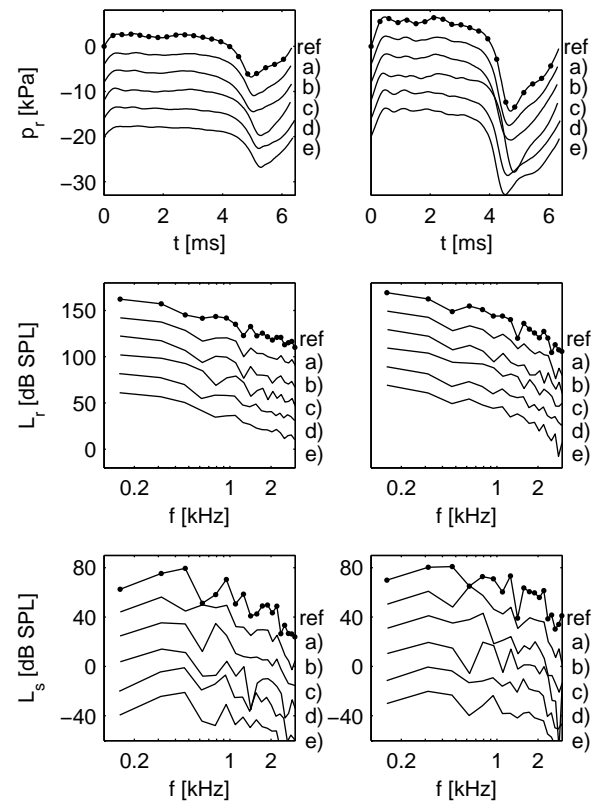 0
−10
−20
−30
p_r [kPa]
ref
a)
b)
c)
d)
e)
0 2 4 6
t [ms]
ref
a)
b)
c)
d)
e)
0 2 4 6
t [ms]
150
100
50
0
L_r [dB SPL]
ref
a)
b)
c)
d)
e)
0.2 1 2
f [kHz]
ref
a)
b)
c)
d)
e)
0.2 1 2
f [kHz]
80
40
0
−40
L_s [dB SPL]
ref
a)
b)
c)
d)
e)
0.2 1 2
f [kHz]
80
40
0
−40
ref
a)
b)
c)
d)
e)
0.2 1 2
f [kHz]